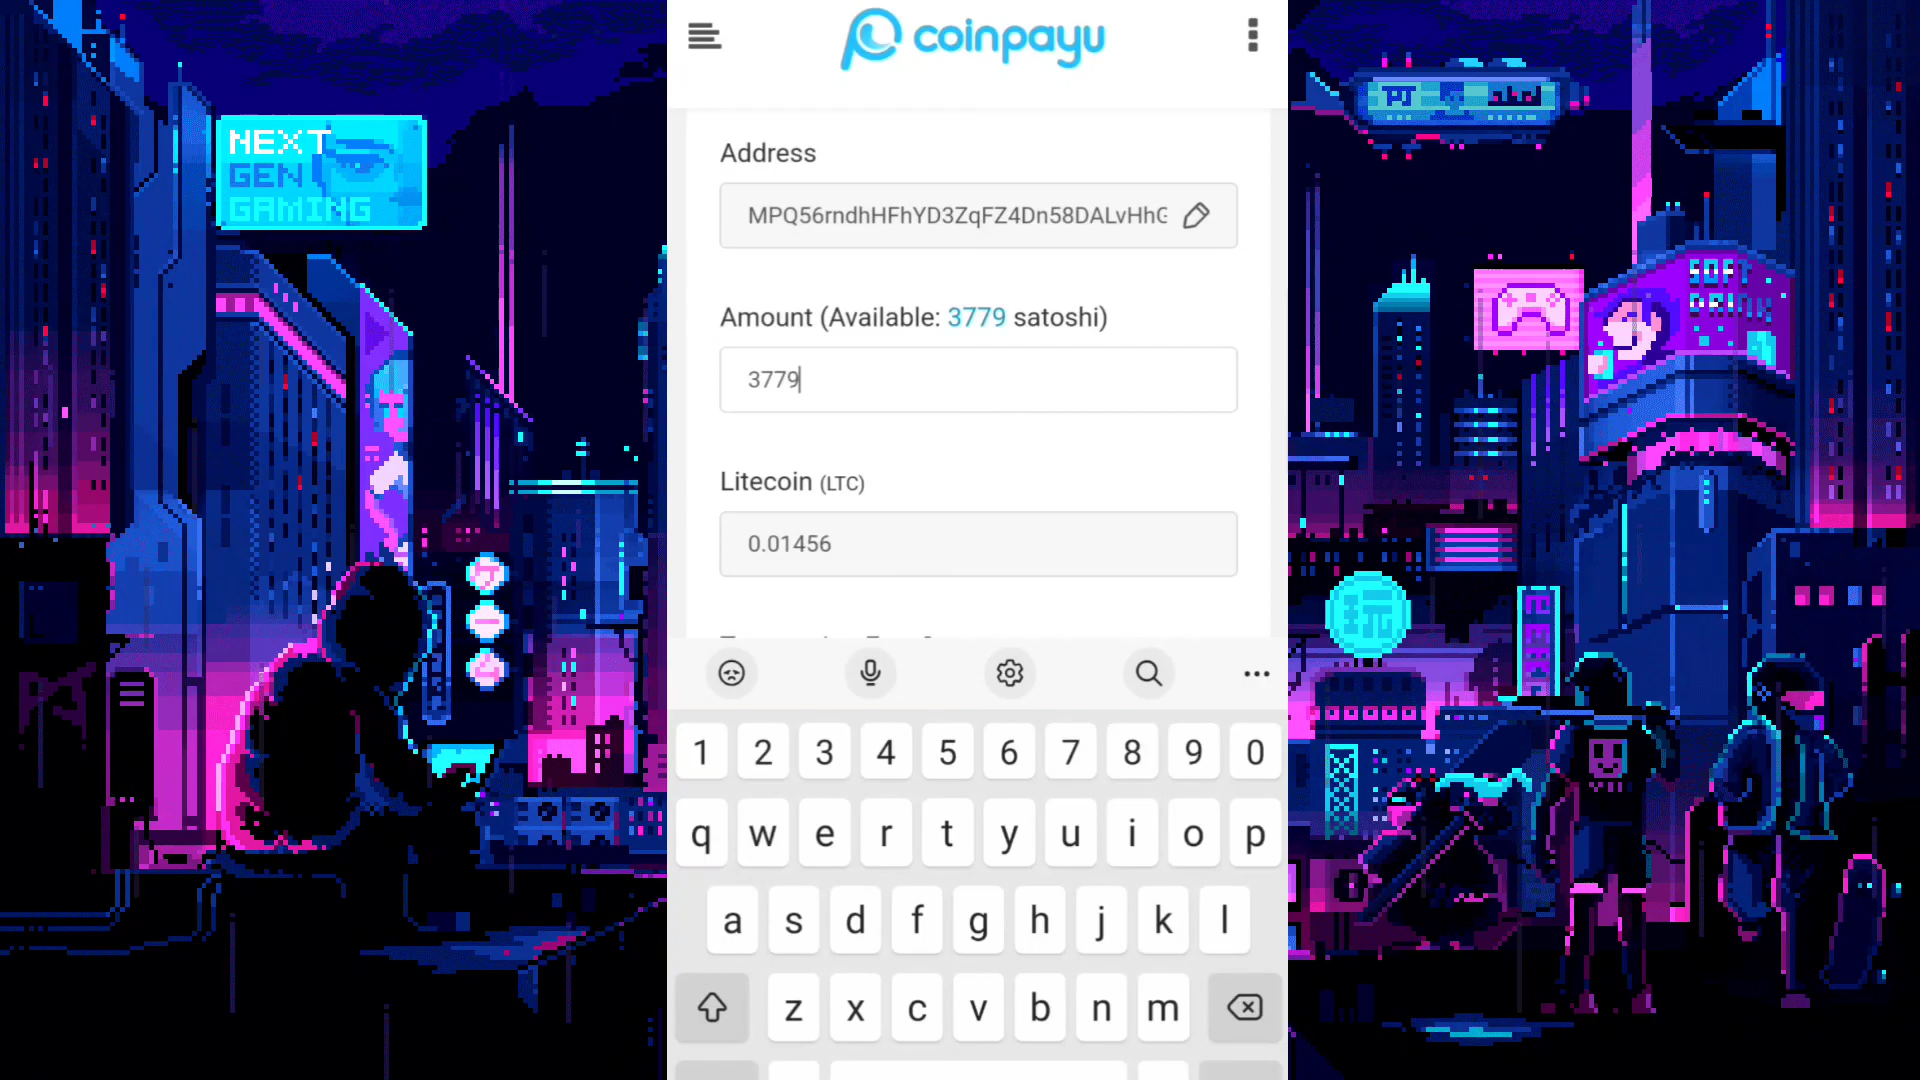 coinpayu
NEXT
GEN
GAMING
Address
MPQ56rndhHFhYD3ZqFZ4Dn58DALvHhC
Amount (Available: 3779 satoshi)
3779
Litecoin (LTC)
0.01456
1 2 3 4 5 6 7 8 9 0
q w e r t y u i o p
a s d f g h j k l
z x c v b n m